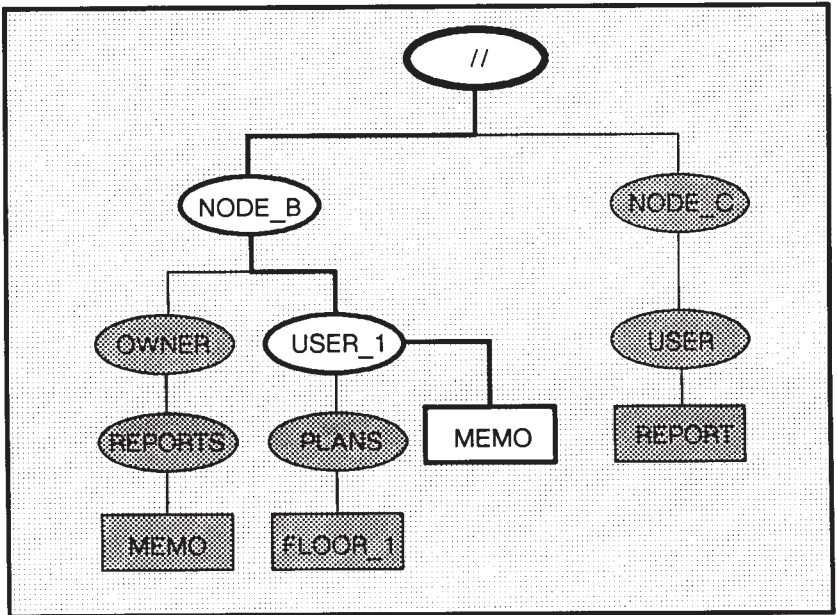 //
NODE_B
NODE_C
OWNER
USER_1
USER
REPORTS
PLANS
MEMO
REPORT
MEMO
FLOOR_1